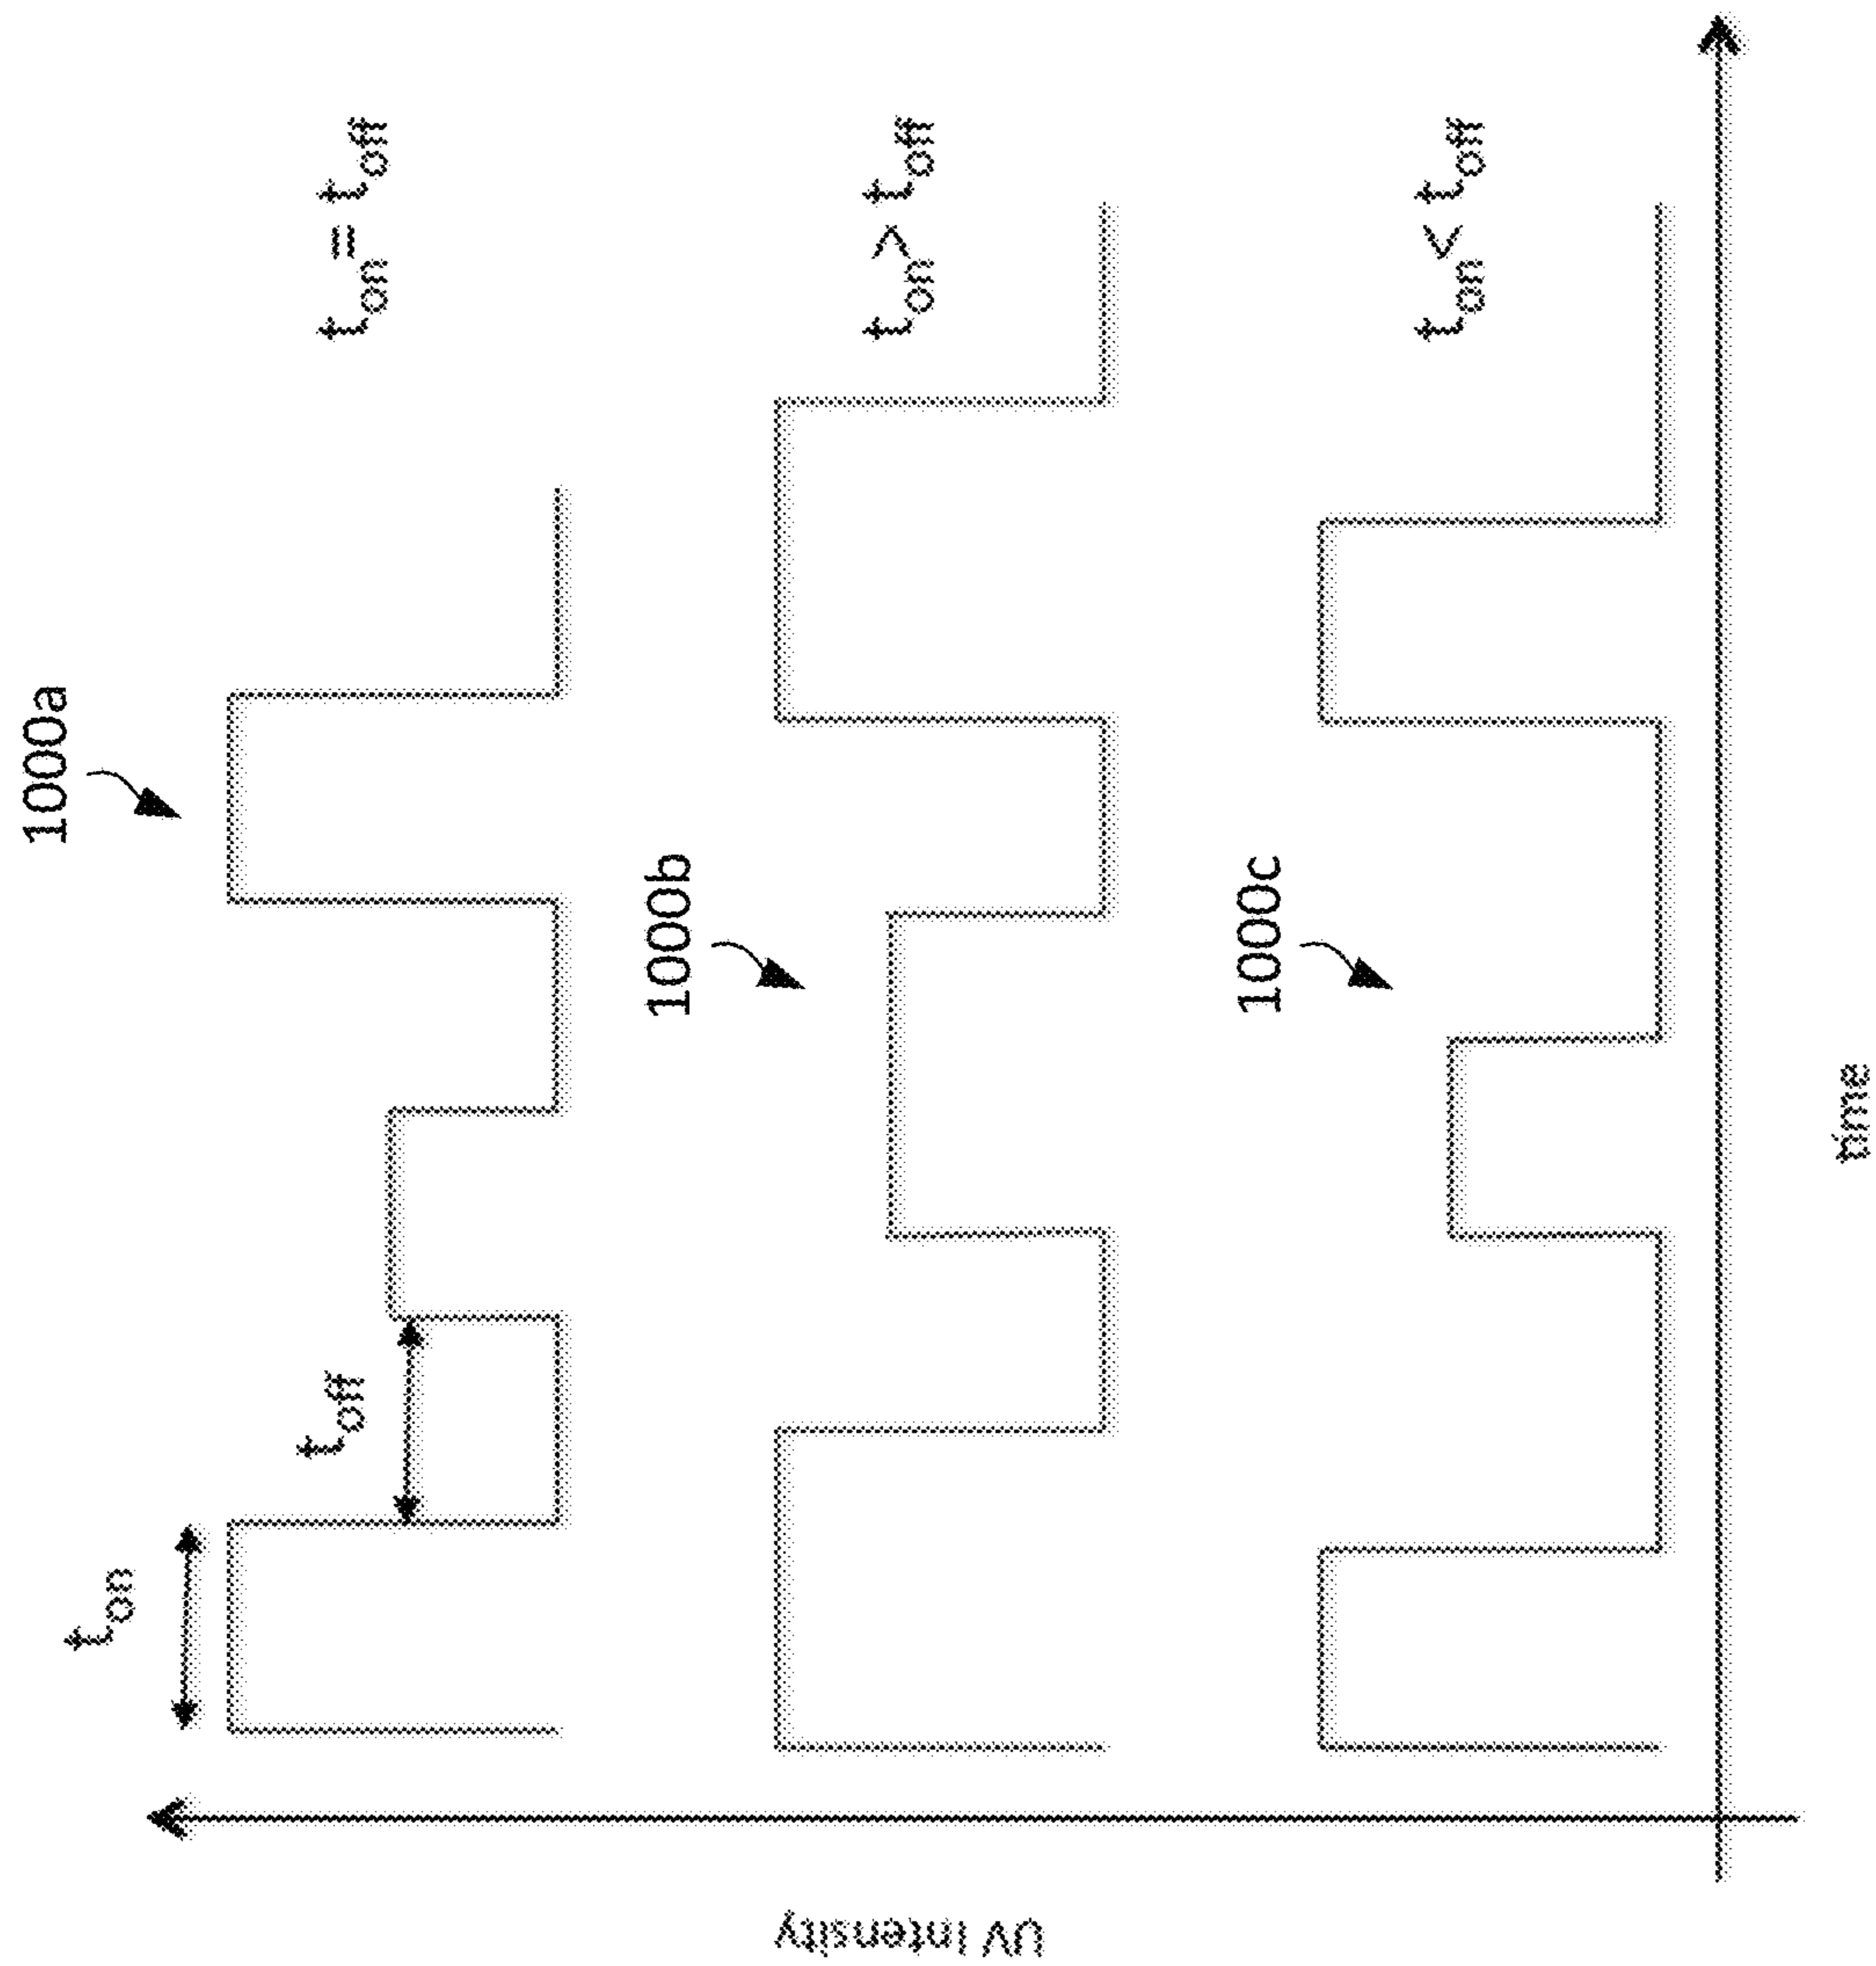 1000a
t_on
t_off
t_on = t_off
1000b
t_on > t_off
1000c
t_on < t_off
UV Intensity
time